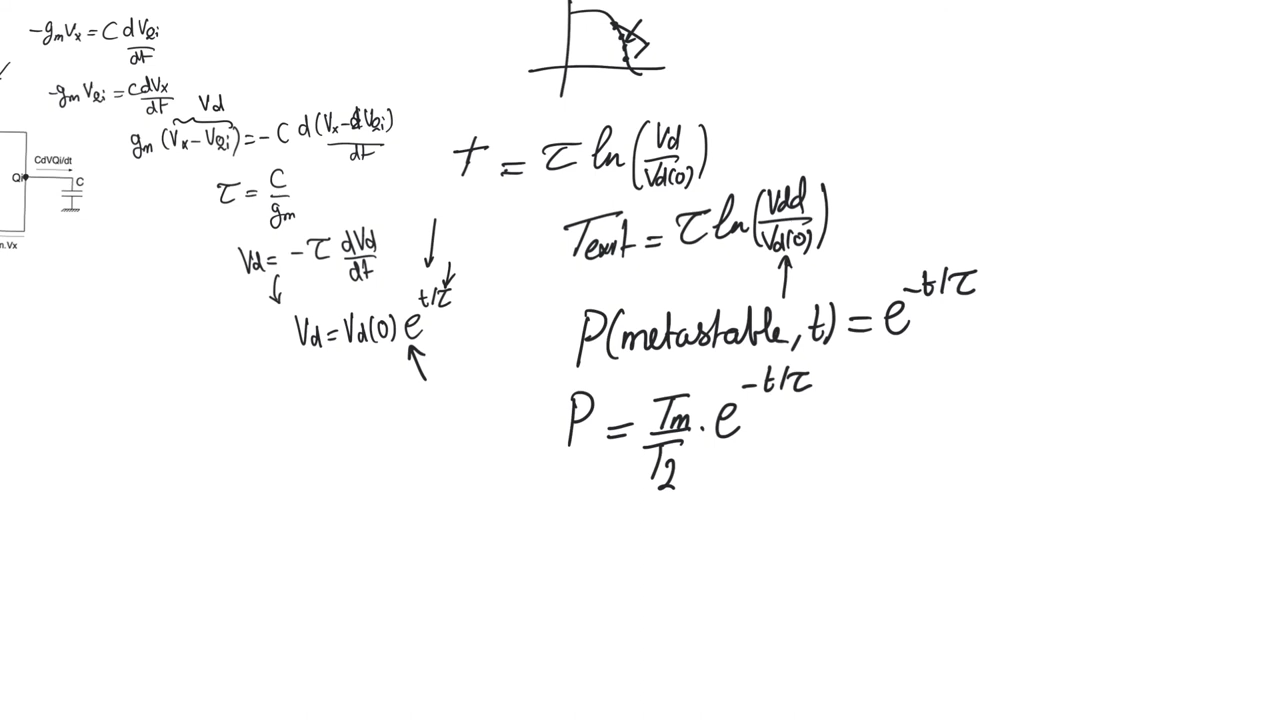 -gmVx = C dVQi/dt
-gmVQi = C dVx/dt
Vd
gm(Vx-VQi) = -C d(Vx-VQi)/dt
τ = C/gm
Vd = -τ dVd/dt
Vd = Vd(0) e^t/τ
CdVQi/dt
Qi
C
n.Vx
t = τ ln(Vd/Vd(0))
Texit = τ ln(Vdd/Vd(0))
P(metastable, t) = e^-t/τ
P = Tm/T2 . e^-t/τ